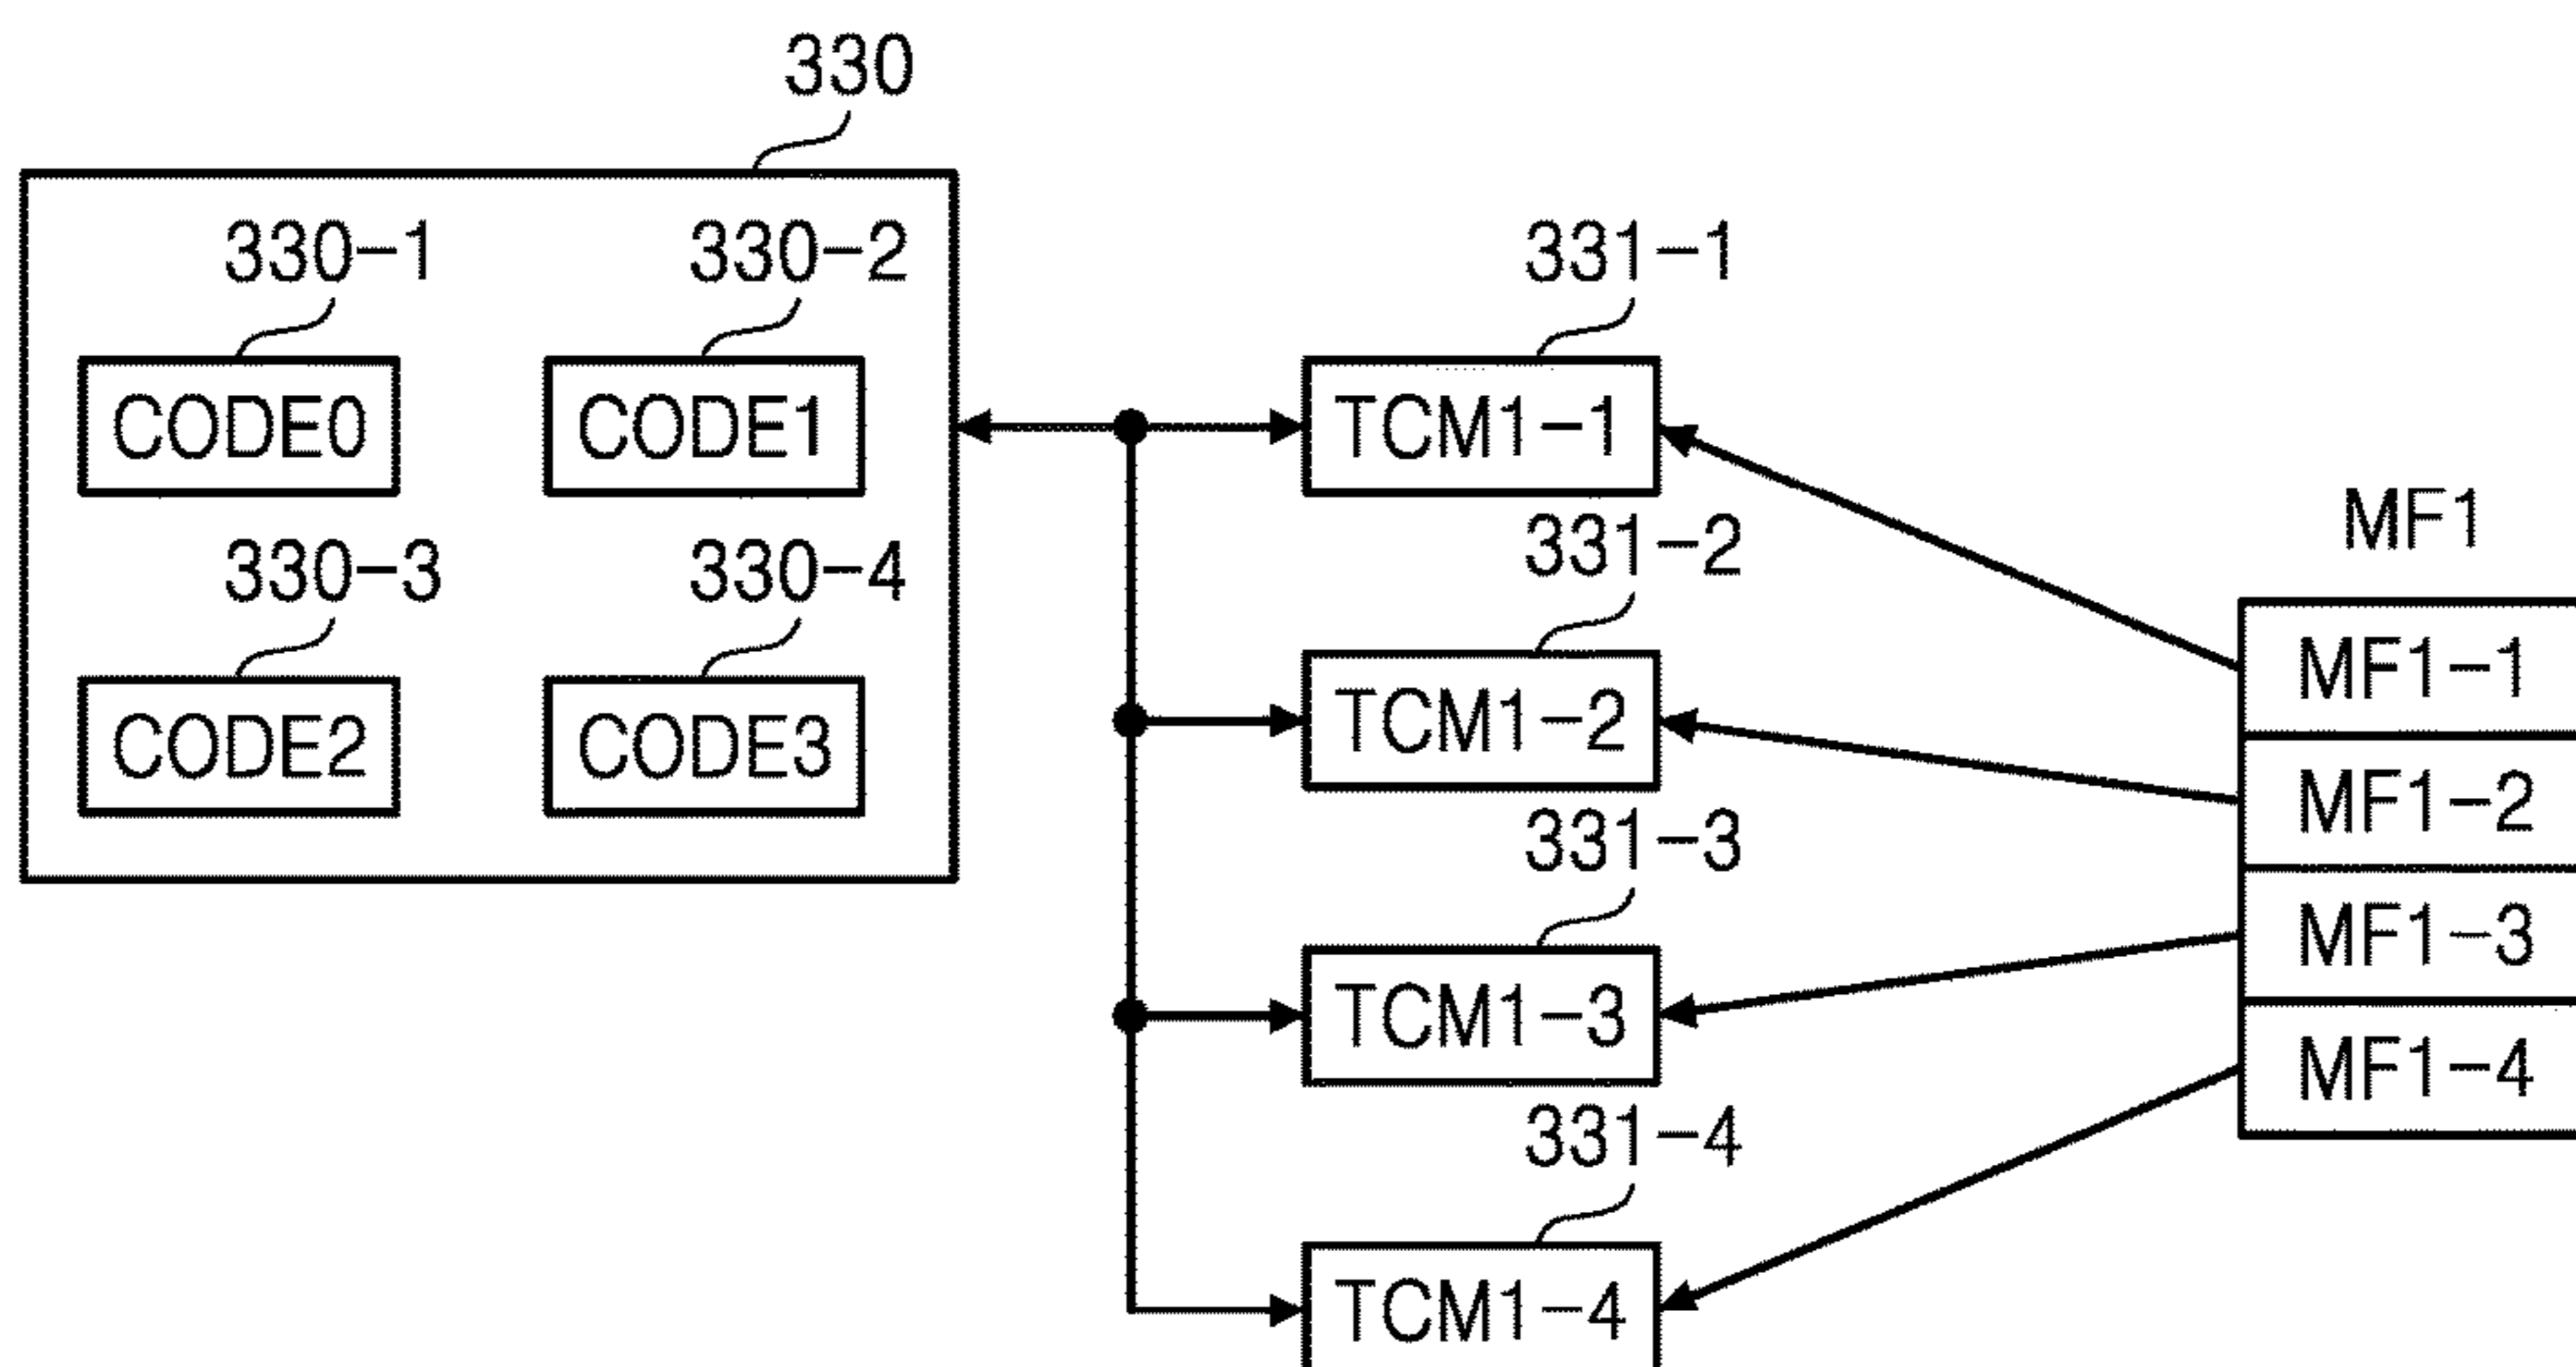 330
330-1
330-2
CODE0
CODE1
330-3
330-4
CODE2
CODE3
331-1
TCM1-1
331-2
TCM1-2
331-3
TCM1-3
331-4
TCM1-4
MF1
MF1-1
MF1-2
MF1-3
MF1-4